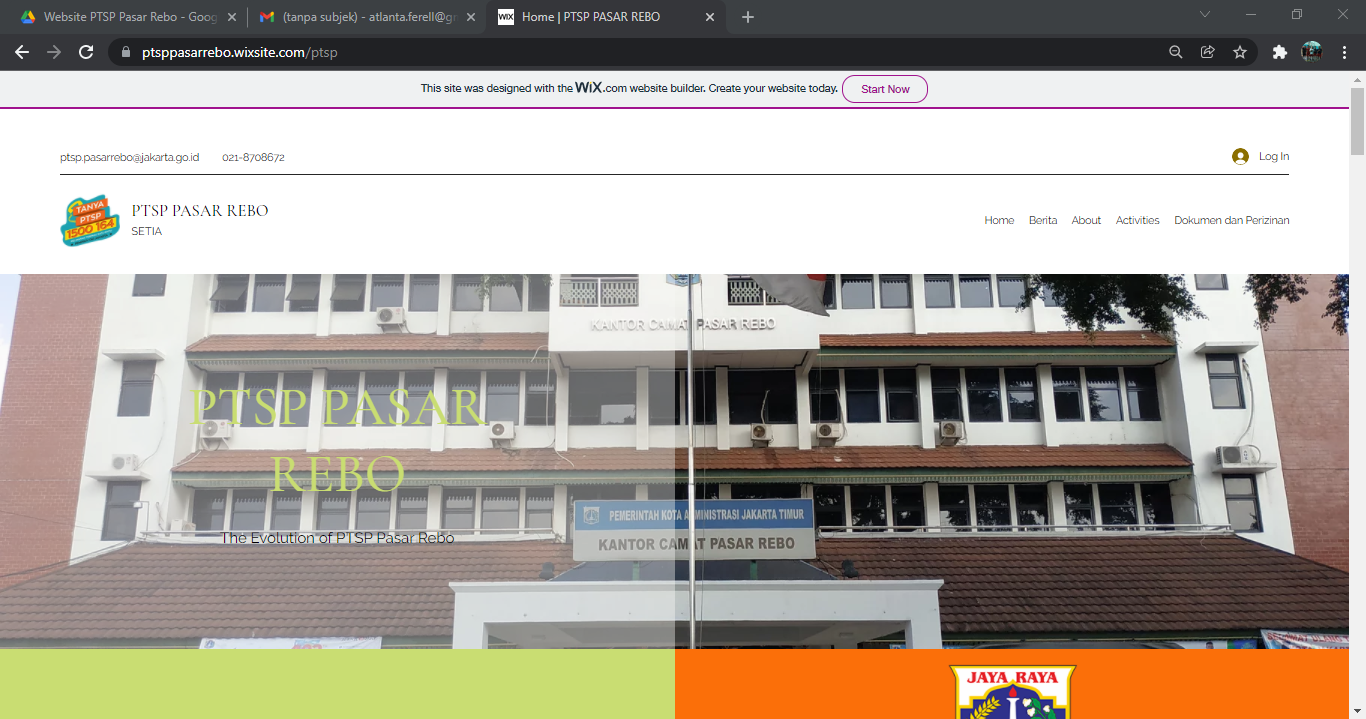 Website PTSP Pasar Rebo - Goog
(tanpa subjek) - atlanta.ferell@gm
WIX
Home | PTSP PASAR REBO
ptsppasarrebo.wixsite.com/ptsp
This site was designed with the WiX.com website builder. Create your website today.
Start Now
ptsp.pasarrebo@jakarta.go.id
021-8708672
Log In
TANYA
PTSP
1500 164
PTSP PASAR REBO
SETIA
Home
Berita
About
Activities
Dokumen dan Perizinan
KANTOR CAMAT PASAR REBO
PTSP PASAR
REBO
The Evolution of PTSP Pasar Rebo
PEMERINTAH KOTA ADMINISTRASI JAKARTA TIMUR
KANTOR CAMAT PASAR REBO
JAYA RAYA